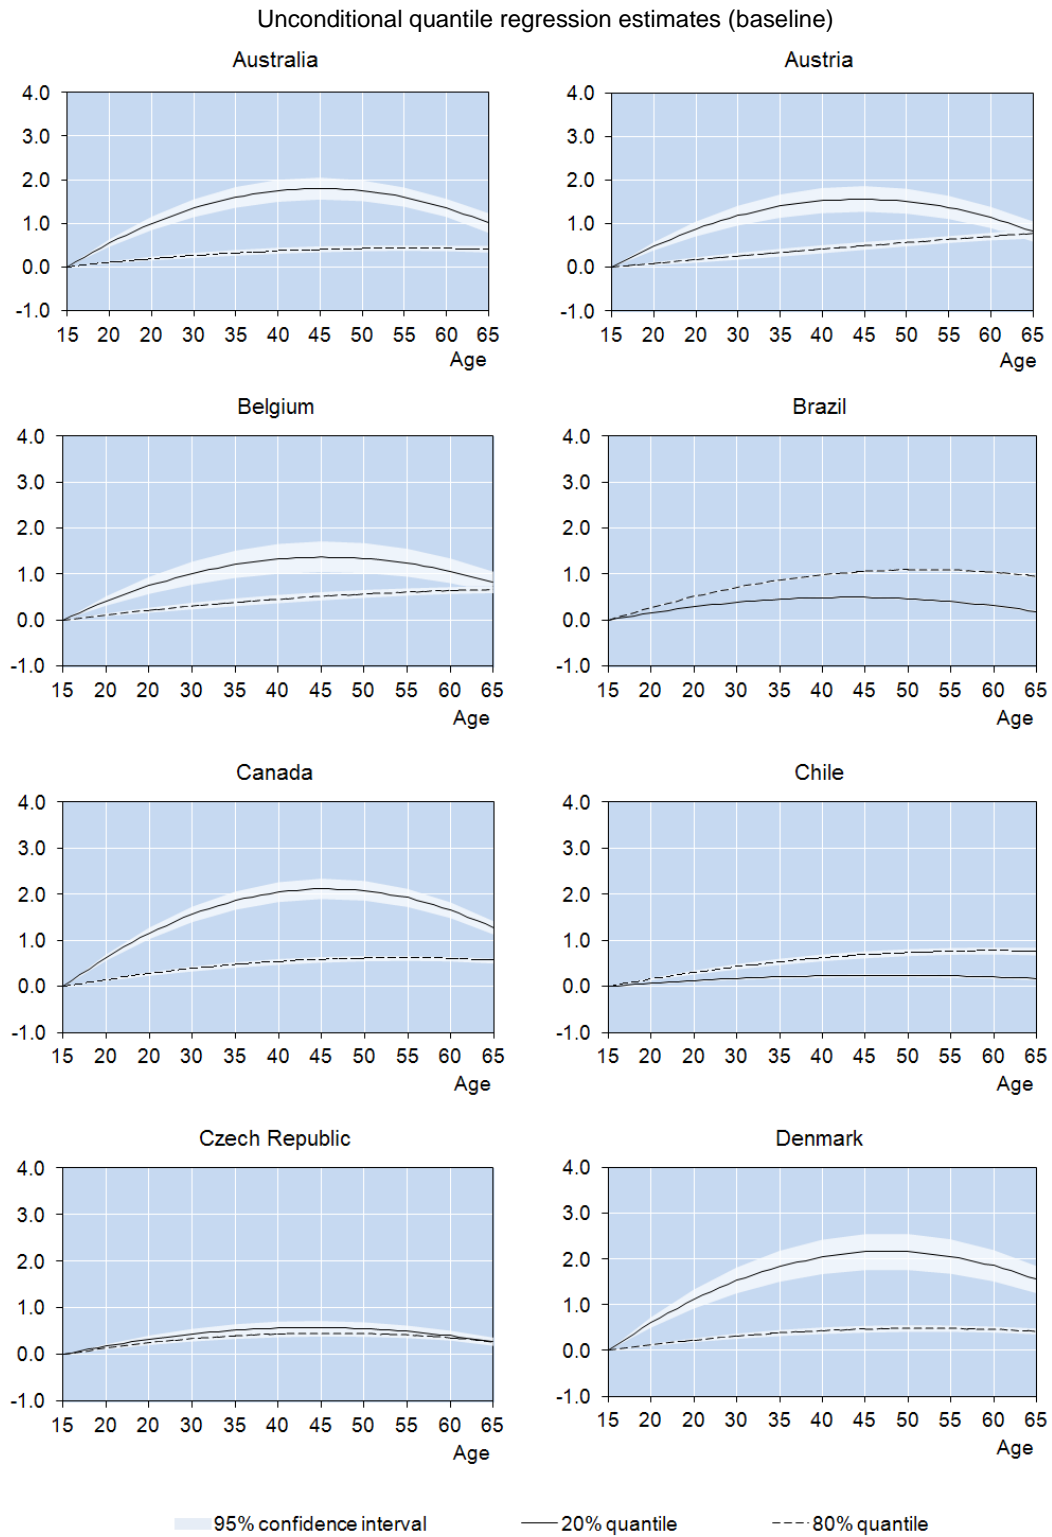 Unconditional quantile regression estimates (baseline)
Australia
4.0
3.0
2.0
1.0
0.0
-1.0
15 20 20 30 35 40 45 50 55 60 65
Age
Austria
4.0
3.0
2.0
1.0
0.0
-1.0
15 20 20 30 35 40 45 50 55 60 65
Age
Belgium
4.0
3.0
2.0
1.0
0.0
-1.0
15 20 20 30 35 40 45 50 55 60 65
Age
Brazil
4.0
3.0
2.0
1.0
0.0
-1.0
15 20 20 30 35 40 45 50 55 60 65
Age
Canada
4.0
3.0
2.0
1.0
0.0
-1.0
15 20 20 30 35 40 45 50 55 60 65
Age
Chile
4.0
3.0
2.0
1.0
0.0
-1.0
15 20 20 30 35 40 45 50 55 60 65
Age
Czech Republic
4.0
3.0
2.0
1.0
0.0
-1.0
15 20 20 30 35 40 45 50 55 60 65
Age
Denmark
4.0
3.0
2.0
1.0
0.0
-1.0
15 20 20 30 35 40 45 50 55 60 65
Age
95% confidence interval 20% quantile 80% quantile